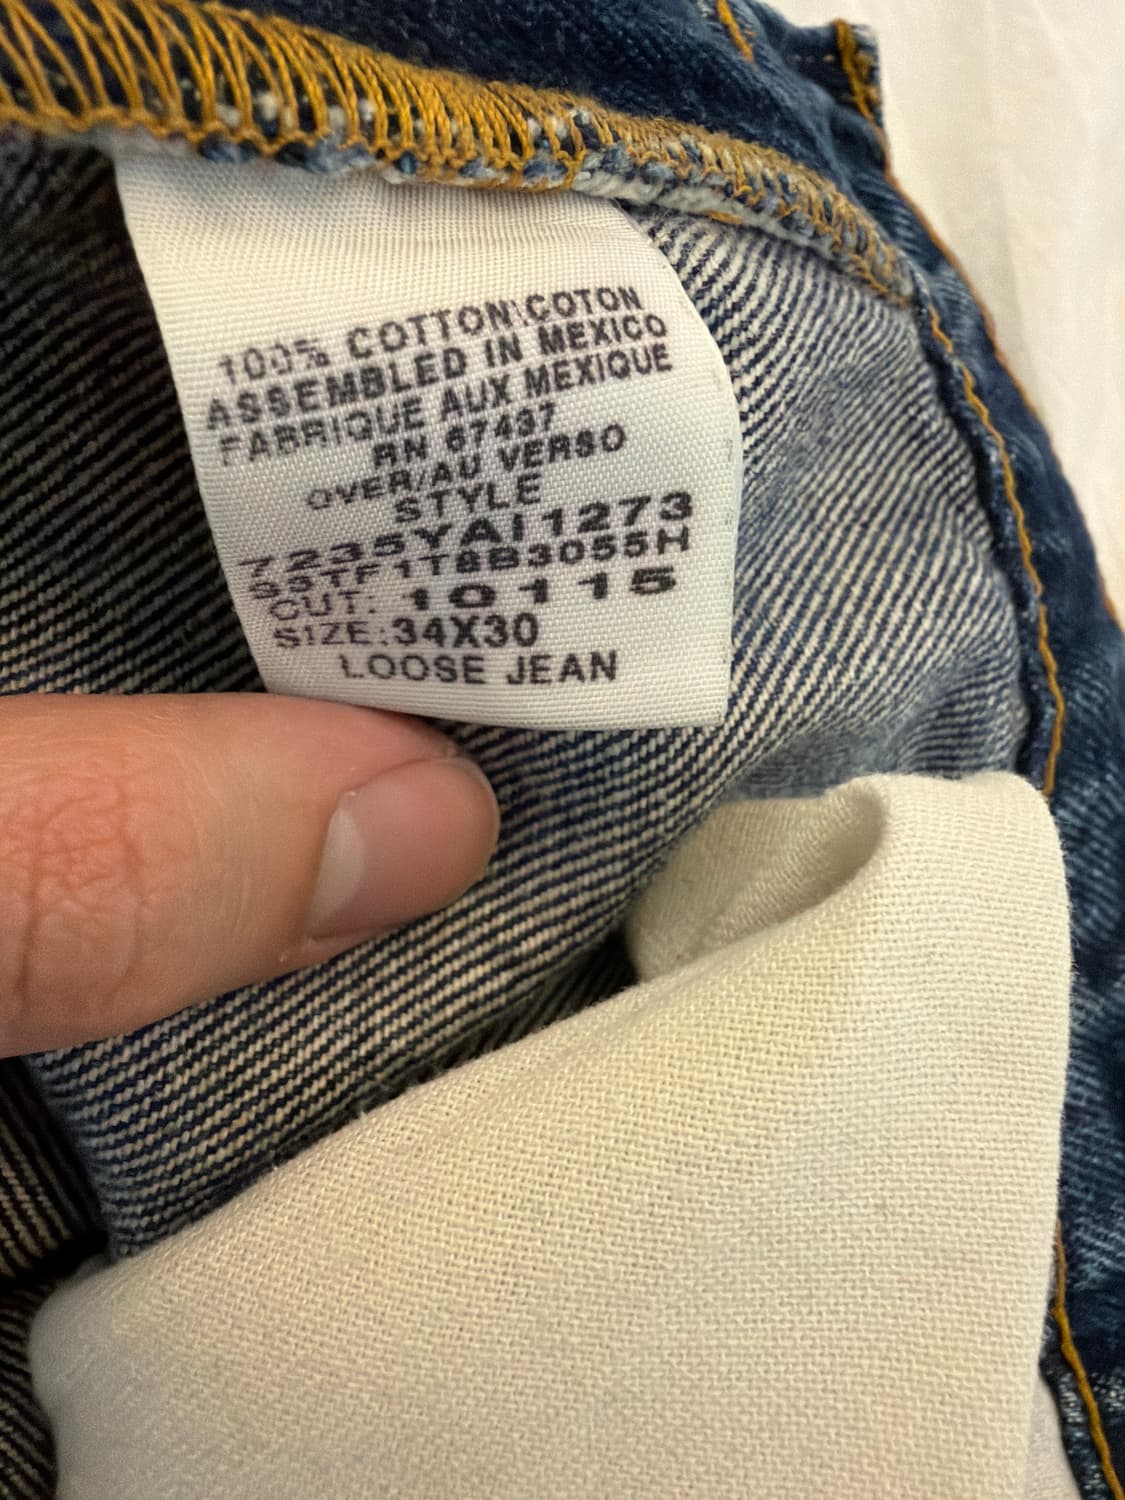 100% COTTON\COTON
ASSEMBLED IN MEXICO
FABRIQUE AUX MEXIQUE
RN 67437
OVER/AU VERSO
STYLE
7235YAI1273
CUT: 10115
SIZE:34X30
LOOSE JEAN